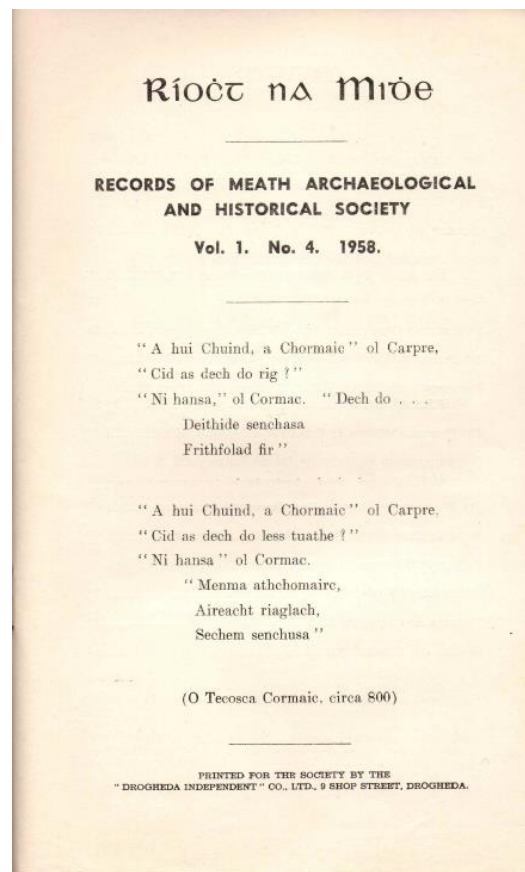 Ríoċt na Miḋe
RECORDS OF MEATH ARCHAEOLOGICAL
AND HISTORICAL SOCIETY
Vol. 1. No. 4. 1958.
“ A hui Chuind, a Chormaic ” ol Carpre,
“ Cid as dech do rig ? ”
“ Ni hansa,” ol Cormac. “ Dech do . . .
Deithide senchasa
Frithfolad fir ”
. . . . . .
“ A hui Chuind, a Chormaic ” ol Carpre.
“ Cid as dech do less tuathe ? ”
“ Ni hansa ” ol Cormac.
“ Menma athchomairc,
Aireacht riaglach,
Sechem senchusa ”
(O Tecosca Cormaic, circa 800)
PRINTED FOR THE SOCIETY BY THE
“ DROGHEDA INDEPENDENT ” CO., LTD., 9 SHOP STREET, DROGHEDA.